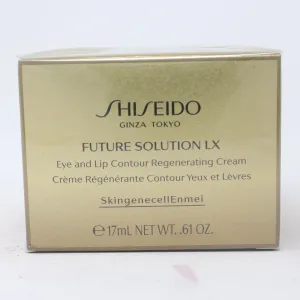 SHISEIDO
GINZA TOKYO
FUTURE SOLUTION LX
Eye and Lip Contour Regenerating Cream
Crème Régénérante Contour Yeux et Lèvres
SkingenecellEnmei
℮17mL NET WT. .61 OZ.